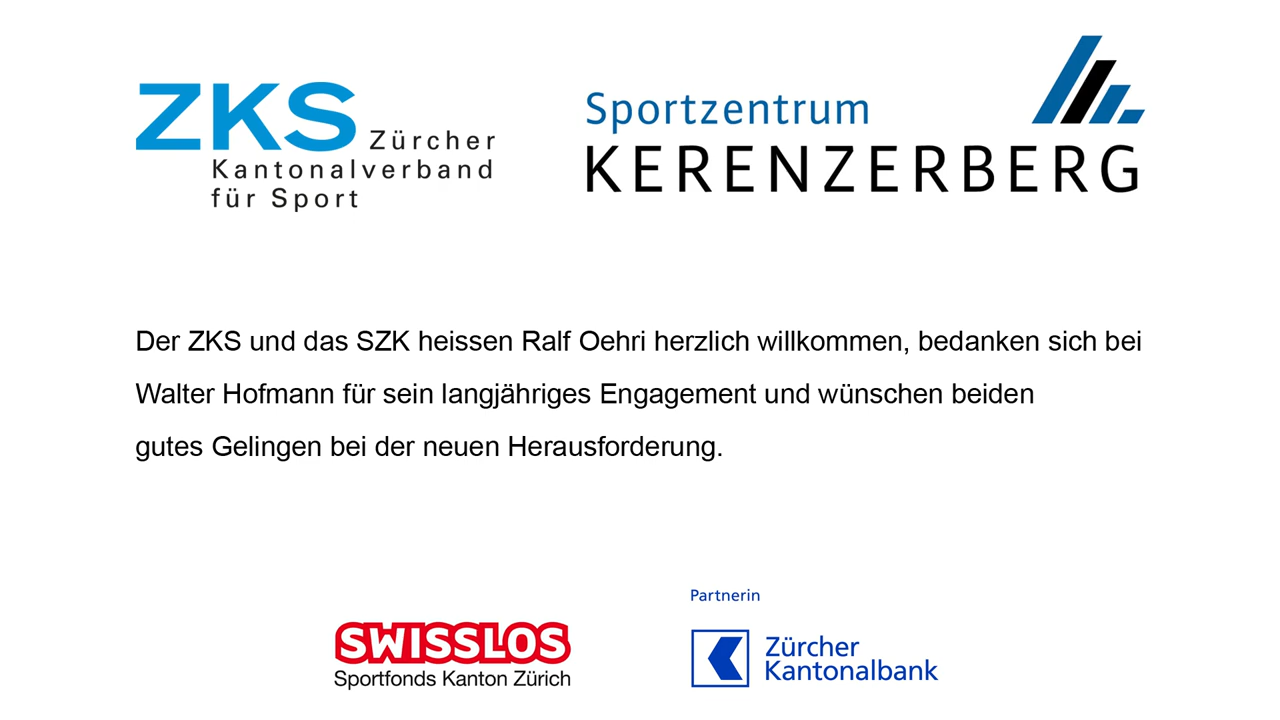 ZKS Zürcher
Kantonalverband
für Sport
Sportzentrum
KERENZERBERG
Der ZKS und das SZK heissen Ralf Oehri herzlich willkommen, bedanken sich bei
Walter Hofmann für sein langjähriges Engagement und wünschen beiden
gutes Gelingen bei der neuen Herausforderung.
SWISSLOS
Sportfonds Kanton Zürich
Partnerin
Zürcher
Kantonalbank